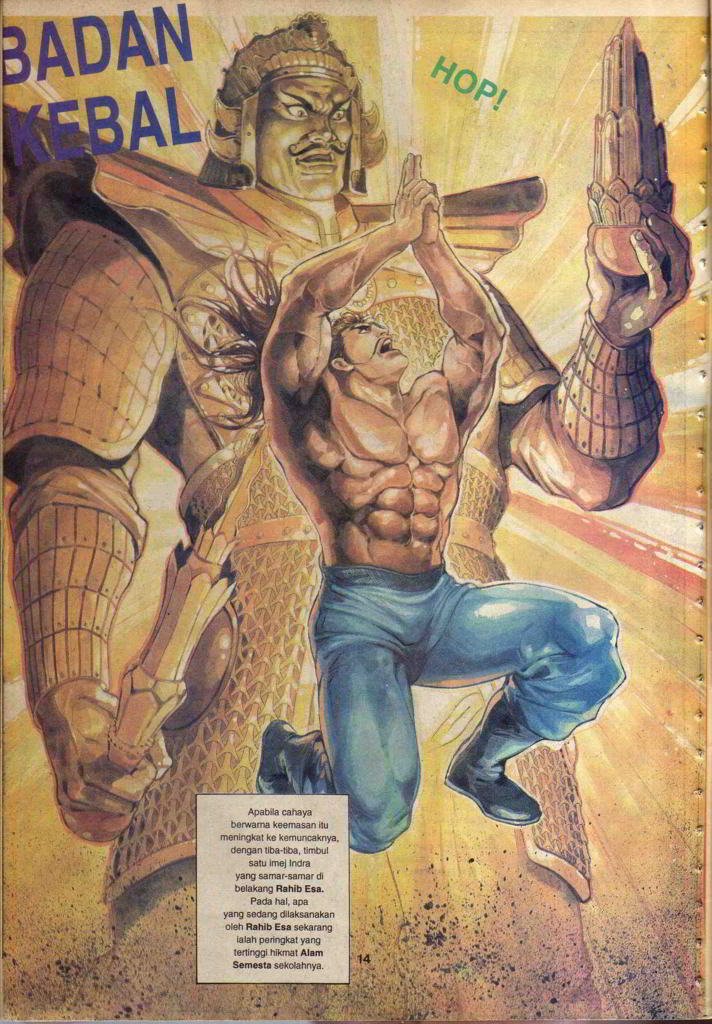 BADAN
KEBAL
HOP!
Apabila cahaya
berwarna keemasan itu
meningkat ke kemuncaknya,
dengan tiba-tiba, timbul
satu imej Indra
yang samar-samar di
belakang Rahib Esa.
Pada hal, apa
yang sedang dilaksanakan
oleh Rahib Esa sekarang
ialah peringkat yang
tertinggi hikmat Alam
Semesta sekolahnya.
14